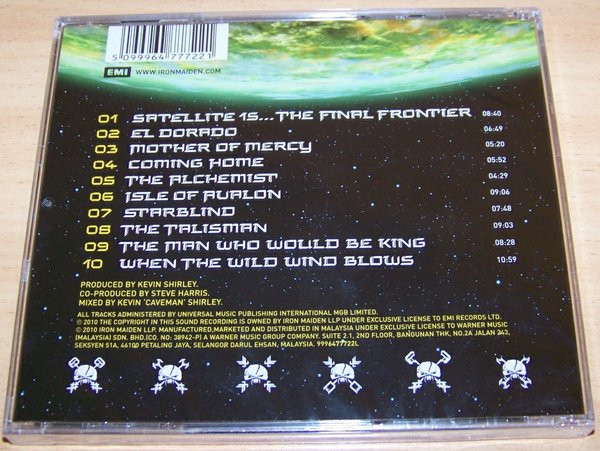 5 099964 777221
EMI WWW.IRONMAIDEN.COM
01 SATELLITE 15...THE FINAL FRONTIER 08:40
02 EL DORADO 06:49
03 MOTHER OF MERCY 05:20
04 COMING HOME 05:52
05 THE ALCHEMIST 04:29
06 ISLE OF AVALON 09:06
07 STARBLIND 07:48
08 THE TALISMAN 09:03
09 THE MAN WHO WOULD BE KING 08:28
10 WHEN THE WILD WIND BLOWS 10:59
PRODUCED BY KEVIN SHIRLEY.
CO-PRODUCED BY STEVE HARRIS.
MIXED BY KEVIN 'CAVEMAN' SHIRLEY.
ALL TRACKS ADMINISTERED BY UNIVERSAL MUSIC PUBLISHING INTERNATIONAL MGB LIMITED.
℗ 2010 THE COPYRIGHT IN THIS SOUND RECORDING IS OWNED BY IRON MAIDEN LLP UNDER EXCLUSIVE LICENSE TO EMI RECORDS LTD.
© 2010 IRON MAIDEN LLP. MANUFACTURED,MARKETED AND DISTRIBUTED IN MALAYSIA UNDER EXCLUSIVE LICENSE TO WARNER MUSIC
(MALAYSIA) SDN. BHD.(CO. NO: 38942-P) A WARNER MUSIC GROUP COMPANY. SUITE 2.1, 2ND FLOOR, BANGUNAN THK, NO.2A JALAN 243,
SEKSYEN 51A, 46100 PETALING JAYA, SELANGOR DARUL EHSAN, MALAYSIA. 9996477722L